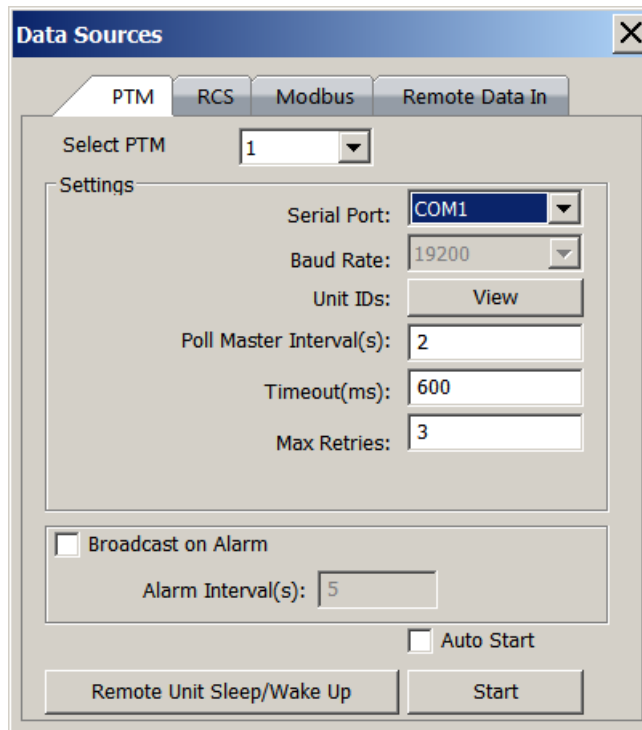 Data Sources
PTM RCS Modbus Remote Data In
Select PTM 1
Settings
Serial Port: COM1
Baud Rate: 19200
Unit IDs: View
Poll Master Interval(s): 2
Timeout(ms): 600
Max Retries: 3
Broadcast on Alarm
Alarm Interval(s): 5
Auto Start
Remote Unit Sleep/Wake Up Start